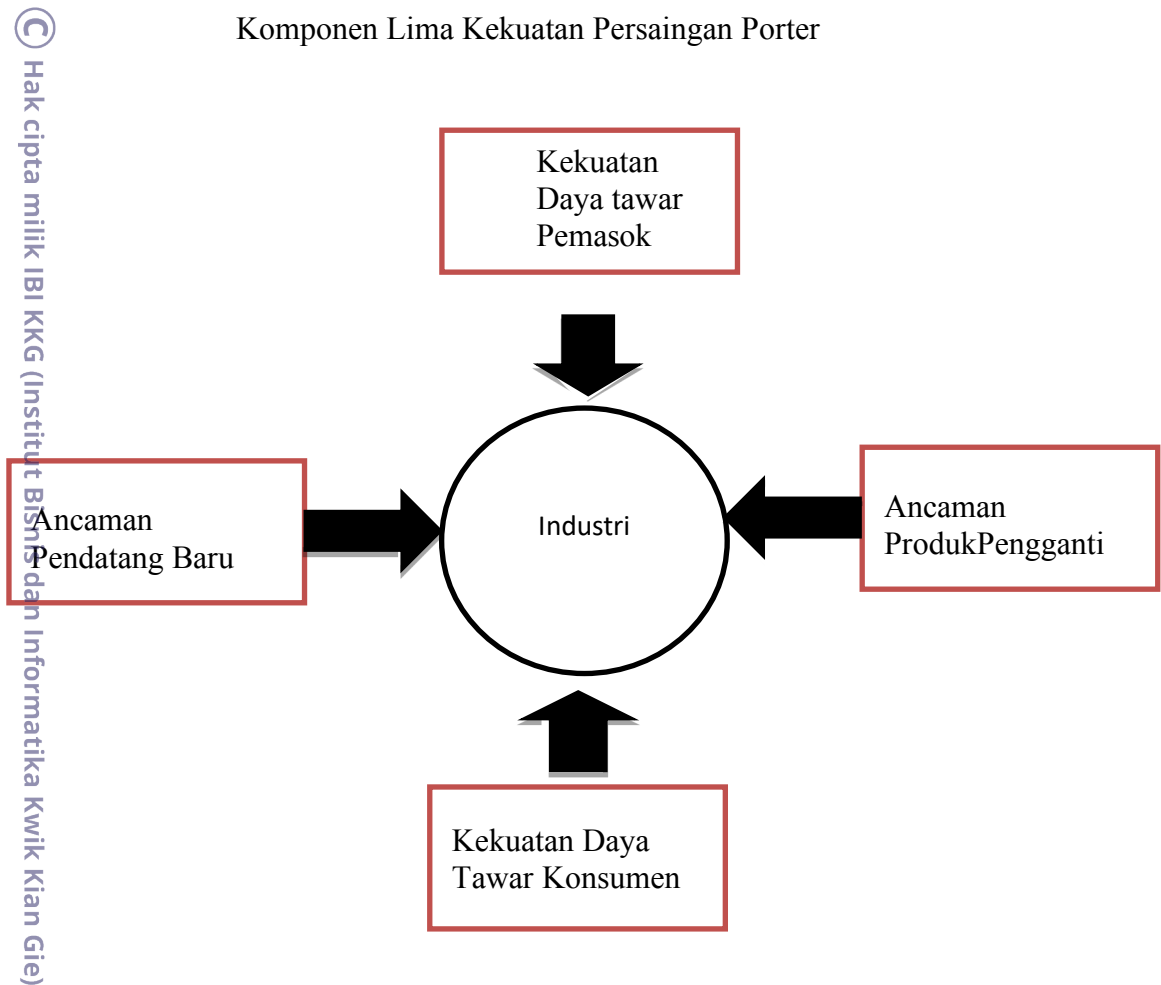 Komponen Lima Kekuatan Persaingan Porter
Kekuatan
Daya tawar
Pemasok
Ancaman
Pendatang Baru
Industri
Ancaman
ProdukPengganti
Kekuatan Daya
Tawar Konsumen
© Hak cipta milik IBI KKG (Institut Bisnis dan Informatika Kwik Kian Gie)